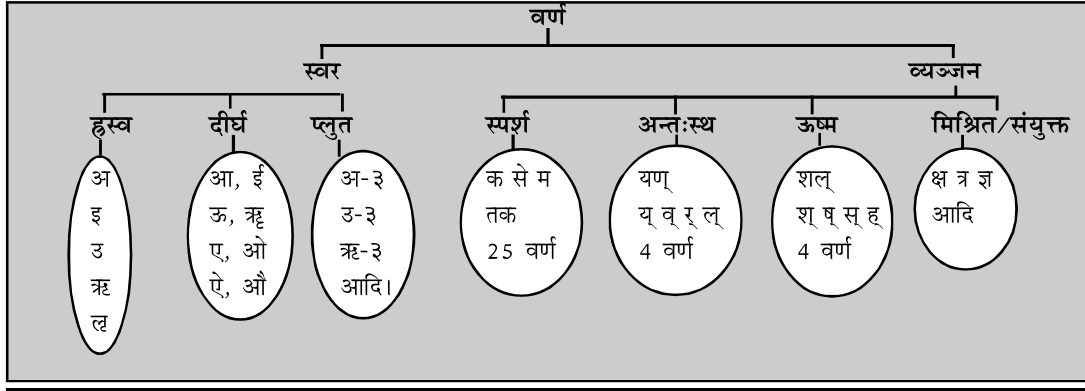 वर्ण
स्वर
व्यञ्जन
ह्रस्व
दीर्घ
प्लुत
स्पर्श
अन्तःस्थ
ऊष्म
मिश्रित/संयुक्त
अ
इ
उ
ऋ
लृ
आ, ई
ऊ, ॠ
ए, ओ
ऐ, औ
अ-३
उ-३
ऋ-३
आदि।
क से म
तक
25 वर्ण
यण्
य् व् र् ल्
4 वर्ण
शल्
श् ष् स् ह्
4 वर्ण
क्ष त्र ज्ञ
आदि